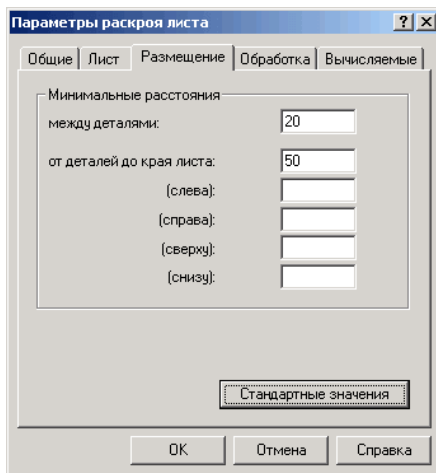 Параметры раскроя листа
Общие Лист Размещение Обработка Вычисляемые
Минимальные расстояния
между деталями: 20
от деталей до края листа: 50
(слева):
(справа):
(сверху):
(снизу):
Стандартные значения
OK Отмена Справка